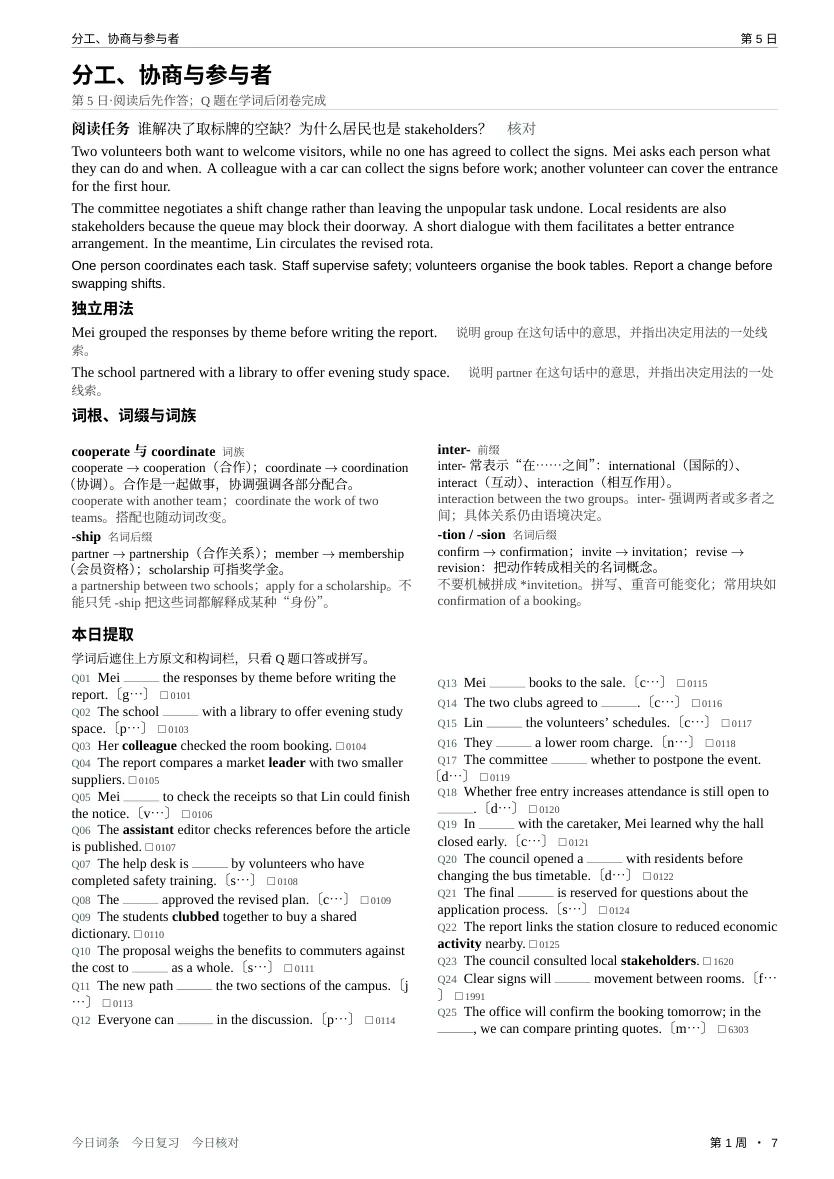 分工、协商与参与者 第 5 日
分工、协商与参与者
第 5 日·阅读后先作答；Q 题在学词后闭卷完成
阅读任务 谁解决了取标牌的空缺？为什么居民也是 stakeholders？ 核对
Two volunteers both want to welcome visitors, while no one has agreed to collect the signs. Mei asks each person what
they can do and when. A colleague with a car can collect the signs before work; another volunteer can cover the entrance
for the first hour.
The committee negotiates a shift change rather than leaving the unpopular task undone. Local residents are also
stakeholders because the queue may block their doorway. A short dialogue with them facilitates a better entrance
arrangement. In the meantime, Lin circulates the revised rota.
One person coordinates each task. Staff supervise safety; volunteers organise the book tables. Report a change before
swapping shifts.
独立用法
Mei grouped the responses by theme before writing the report. 说明 group 在这句话中的意思，并指出决定用法的一处线
索。
The school partnered with a library to offer evening study space. 说明 partner 在这句话中的意思，并指出决定用法的一处
线索。
词根、词缀与词族
cooperate 与 coordinate 词族
cooperate → cooperation（合作）；coordinate → coordination
（协调）。合作是一起做事，协调强调各部分配合。
cooperate with another team；coordinate the work of two
teams。搭配也随动词改变。
-ship 名词后缀
partner → partnership（合作关系）；member → membership
（会员资格）；scholarship 可指奖学金。
a partnership between two schools；apply for a scholarship。不
能只凭 -ship 把这些词都解释成某种“身份”。
inter- 前缀
inter- 常表示“在……之间”：international（国际的）、
interact（互动）、interaction（相互作用）。
interaction between the two groups。inter- 强调两者或多者之
间；具体关系仍由语境决定。
-tion / -sion 名词后缀
confirm → confirmation；invite → invitation；revise →
revision：把动作转成相关的名词概念。
不要机械拼成 *invitetion。拼写、重音可能变化；常用块如
confirmation of a booking。
本日提取
学词后遮住上方原文和构词栏，只看 Q 题口答或拼写。
Q01 Mei _____ the responses by theme before writing the
report.〔g···〕 □ 0101
Q02 The school _____ with a library to offer evening study
space.〔p···〕 □ 0103
Q03 Her colleague checked the room booking. □ 0104
Q04 The report compares a market leader with two smaller
suppliers. □ 0105
Q05 Mei _____ to check the receipts so that Lin could finish
the notice.〔v···〕 □ 0106
Q06 The assistant editor checks references before the article
is published. □ 0107
Q07 The help desk is _____ by volunteers who have
completed safety training.〔s···〕 □ 0108
Q08 The _____ approved the revised plan.〔c···〕 □ 0109
Q09 The students clubbed together to buy a shared
dictionary. □ 0110
Q10 The proposal weighs the benefits to commuters against
the cost to _____ as a whole.〔s···〕 □ 0111
Q11 The new path _____ the two sections of the campus.〔j
···〕 □ 0113
Q12 Everyone can _____ in the discussion.〔p···〕 □ 0114
Q13 Mei _____ books to the sale.〔c···〕 □ 0115
Q14 The two clubs agreed to _____.〔c···〕 □ 0116
Q15 Lin _____ the volunteers’ schedules.〔c···〕 □ 0117
Q16 They _____ a lower room charge.〔n···〕 □ 0118
Q17 The committee _____ whether to postpone the event.
〔d···〕 □ 0119
Q18 Whether free entry increases attendance is still open to
_____.〔d···〕 □ 0120
Q19 In _____ with the caretaker, Mei learned why the hall
closed early.〔c···〕 □ 0121
Q20 The council opened a _____ with residents before
changing the bus timetable.〔d···〕 □ 0122
Q21 The final _____ is reserved for questions about the
application process.〔s···〕 □ 0124
Q22 The report links the station closure to reduced economic
activity nearby. □ 0125
Q23 The council consulted local stakeholders. □ 1620
Q24 Clear signs will _____ movement between rooms.〔f···
〕 □ 1991
Q25 The office will confirm the booking tomorrow; in the
_____, we can compare printing quotes.〔m···〕 □ 6303
今日词条 今日复习 今日核对 第 1 周 · 7